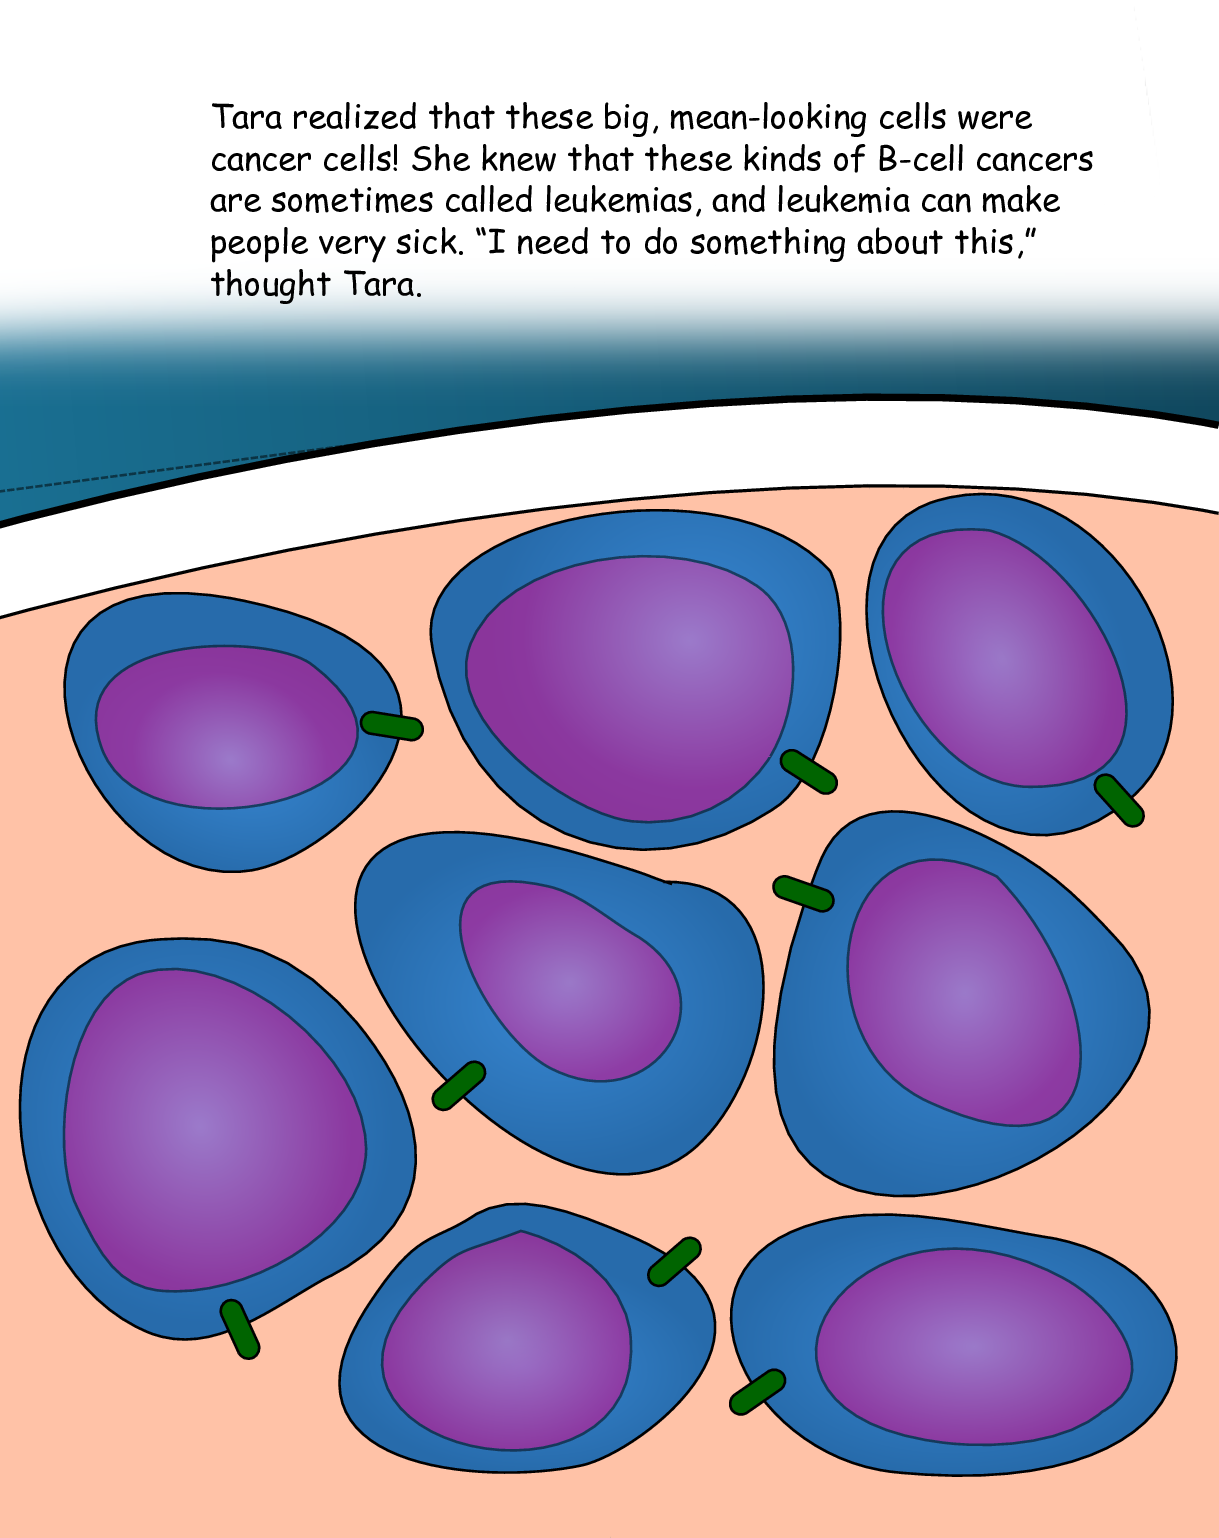 Tara realized that these big, mean-looking cells were
cancer cells! She knew that these kinds of B-cell cancers
are sometimes called leukemias, and leukemia can make
people very sick. “I need to do something about this,”
thought Tara.